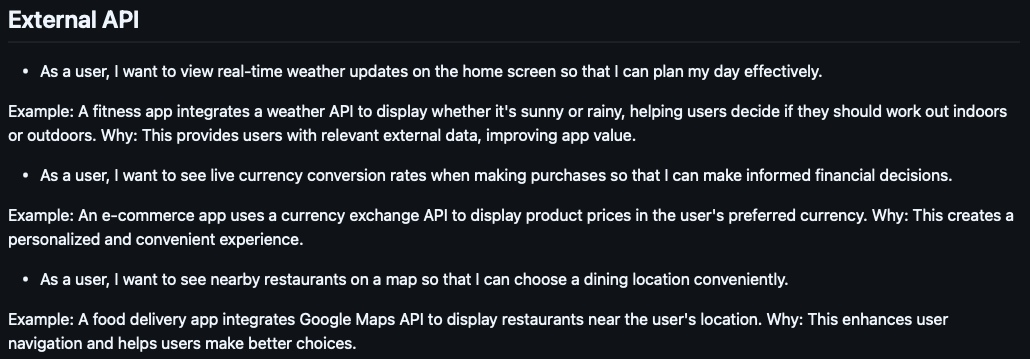 External API
• As a user, I want to view real-time weather updates on the home screen so that I can plan my day effectively.
Example: A fitness app integrates a weather API to display whether it's sunny or rainy, helping users decide if they should work out indoors
or outdoors. Why: This provides users with relevant external data, improving app value.
• As a user, I want to see live currency conversion rates when making purchases so that I can make informed financial decisions.
Example: An e-commerce app uses a currency exchange API to display product prices in the user's preferred currency. Why: This creates a
personalized and convenient experience.
• As a user, I want to see nearby restaurants on a map so that I can choose a dining location conveniently.
Example: A food delivery app integrates Google Maps API to display restaurants near the user's location. Why: This enhances user
navigation and helps users make better choices.